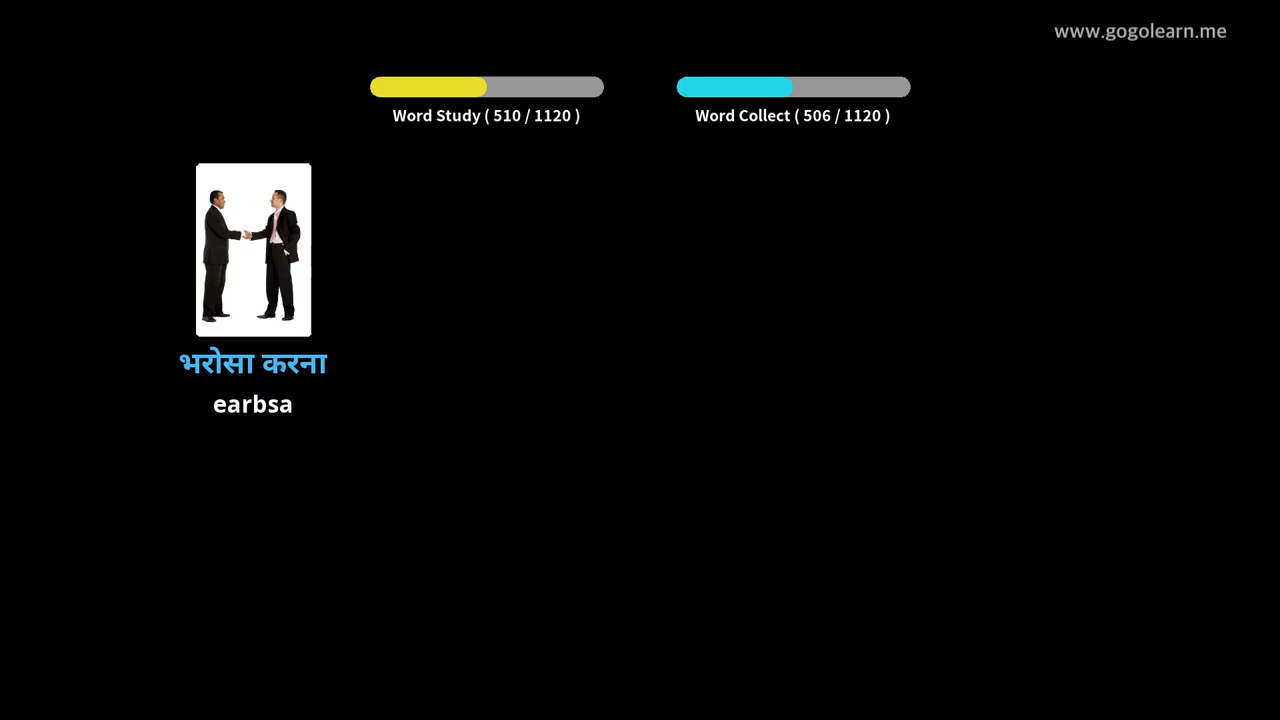 www.gogolearn.me
Word Study ( 510 / 1120 )
Word Collect ( 506 / 1120 )
भरोसा करना
earbsa